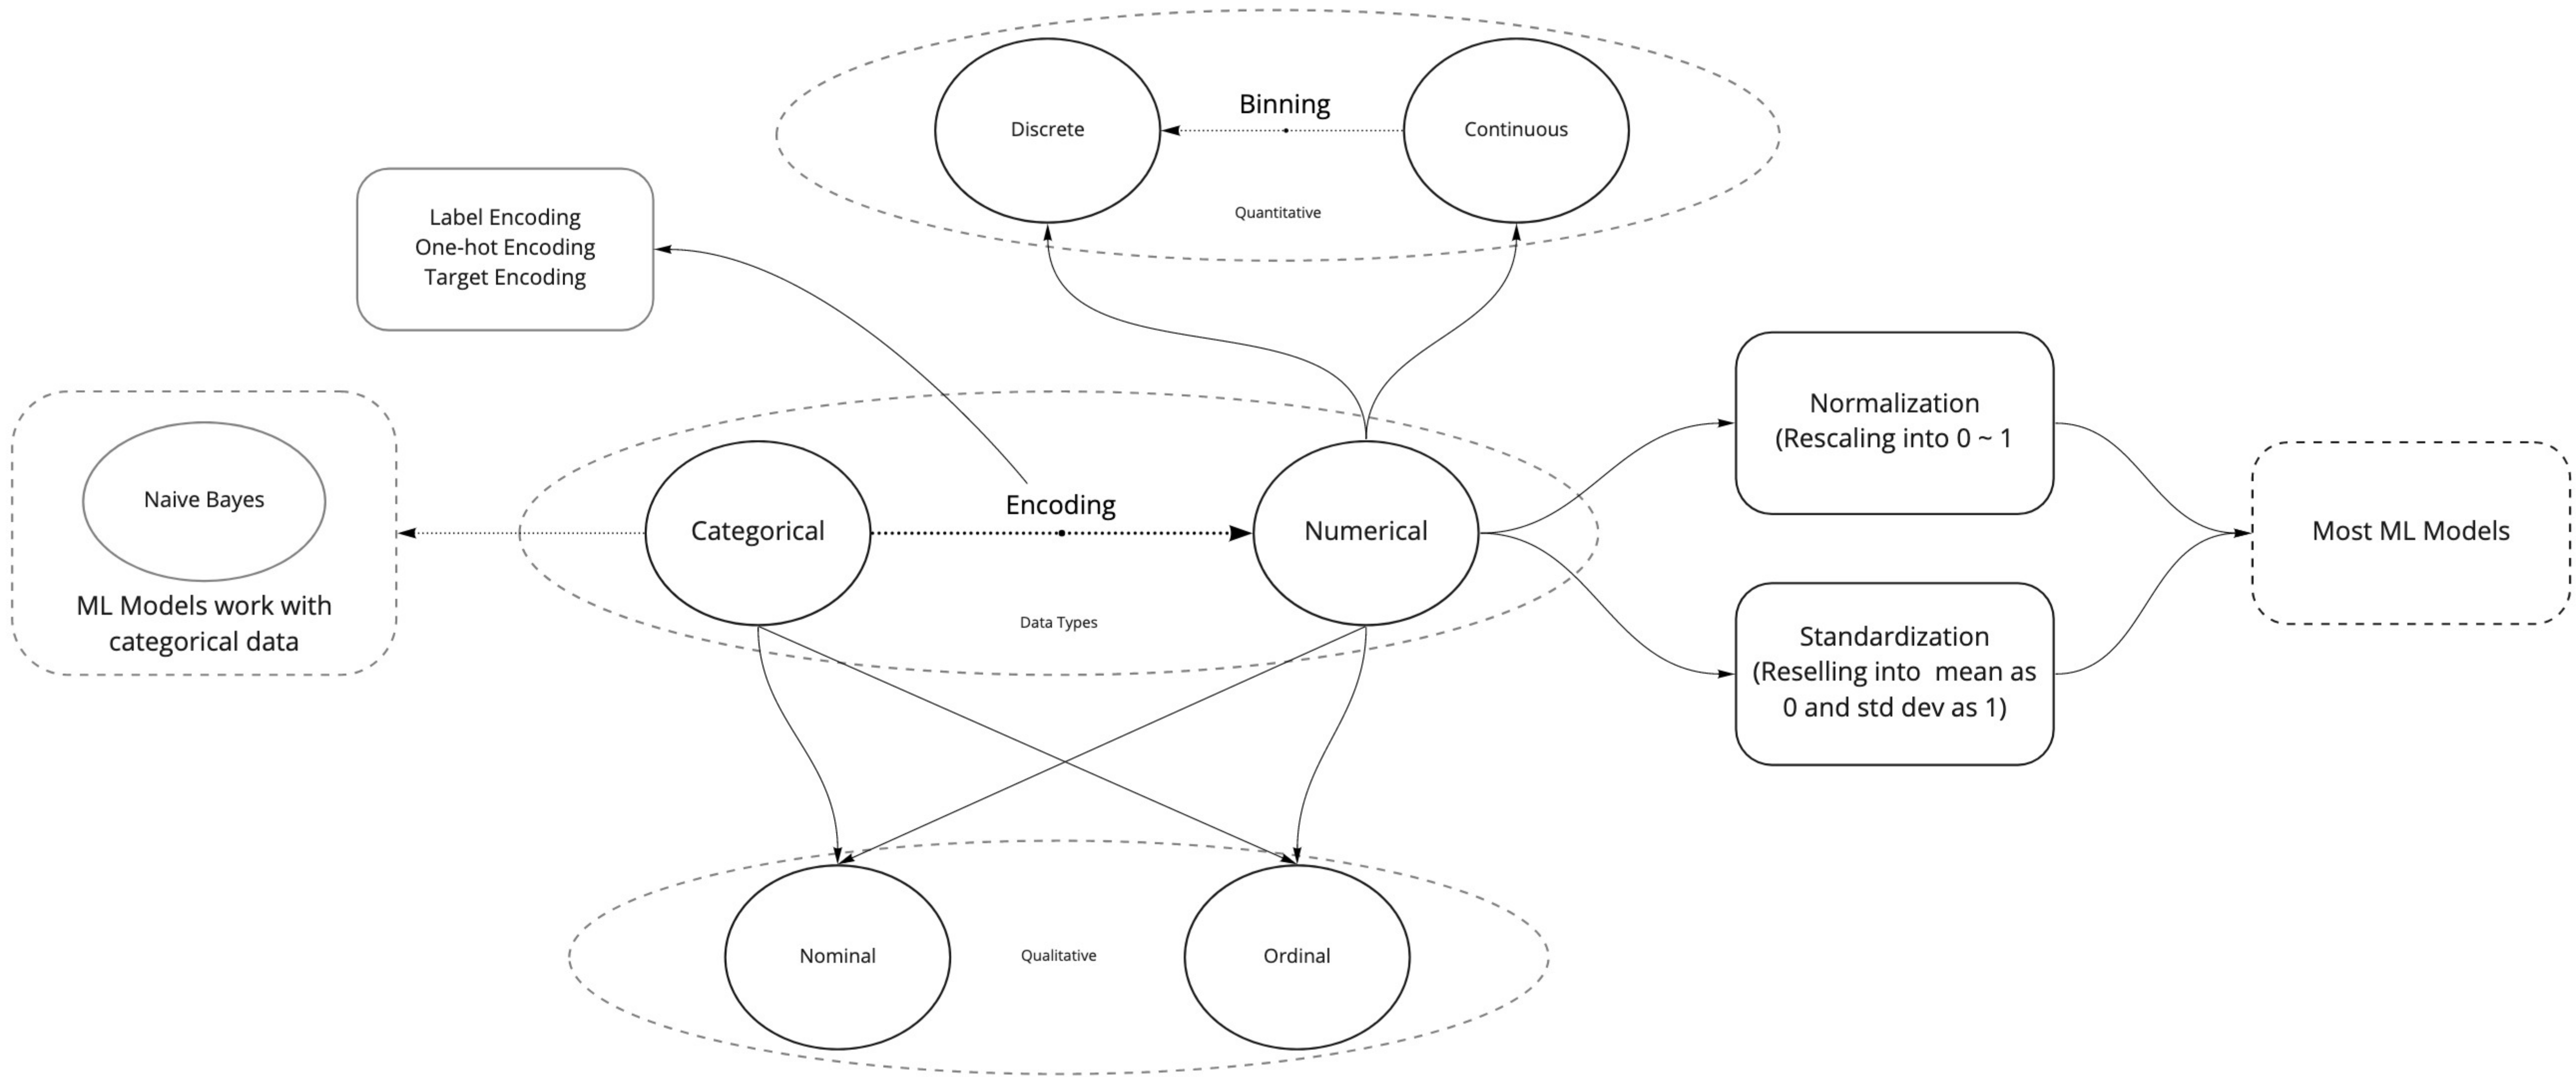 Binning
Discrete
Continuous
Quantitative
Label Encoding
One-hot Encoding
Target Encoding
Naive Bayes
ML Models work with
categorical data
Encoding
Categorical
Numerical
Data Types
Normalization
(Rescaling into 0 ~ 1
Standardization
(Reselling into  mean as
0 and std dev as 1)
Most ML Models
Nominal
Qualitative
Ordinal